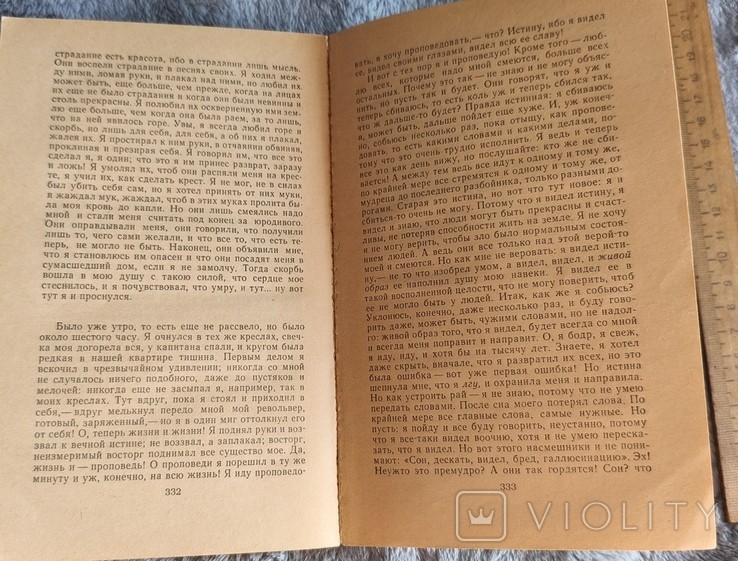 страдание есть красота, ибо в страдании лишь мысль.
Они воспели страдание в песнях своих. Я ходил меж-
ду ними, ломая руки, и плакал над ними, но любил их,
может быть, еще больше, чем прежде, когда на лицах
их еще не было страдания и когда они были невинны и
столь прекрасны. Я полюбил их оскверненную ими зем-
лю еще больше, чем когда она была раем, за то лишь,
что на ней явилось горе. Увы, я всегда любил горе и
скорбь, но лишь для себя, для себя, а об них я плакал,
жалея их. Я простирал к ним руки, в отчаянии обвиняя,
проклиная и презирая себя. Я говорил им, что все это
сделал я, я один; что это я им принес разврат, заразу
и ложь! Я умолял их, чтоб они распяли меня на кре-
сте, я учил их, как сделать крест. Я не мог, не в силах
был убить себя сам, но я хотел принять от них муки,
я жаждал мук, жаждал, чтоб в этих муках пролита бы-
ла моя кровь до капли. Но они лишь смеялись надо
мной и стали меня считать под конец за юродивого.
Они оправдывали меня, они говорили, что получили
лишь то, чего сами желали, и что все то, что есть те-
перь, не могло не быть. Наконец, они объявили мне,
что я становлюсь им опасен и что они посадят меня в
сумасшедший дом, если я не замолчу. Тогда скорбь
вошла в мою душу с такою силой, что сердце мое
стеснилось, и я почувствовал, что умру, и тут... ну вот
тут я и проснулся.
Было уже утро, то есть еще не рассвело, но было
около шестого часу. Я очнулся в тех же креслах, свеч-
ка моя догорела вся, у капитана спали, и кругом была
редкая в нашей квартире тишина. Первым делом я
вскочил в чрезвычайном удивлении; никогда со мной
не случалось ничего подобного, даже до пустяков и
мелочей: никогда еще не засыпал я, например, так в
моих креслах. Тут вдруг, пока я стоял и приходил в
себя,— вдруг мелькнул передо мной мой револьвер,
готовый, заряженный,— но я в один миг оттолкнул его
от себя! О, теперь жизни и жизни! Я поднял руки и воз-
звал к вечной истине; не воззвал, а заплакал; восторг,
неизмеримый восторг поднимал все существо мое. Да,
жизнь и — проповедь! О проповеди я порешил в ту же
минуту и уж, конечно, на всю жизнь! Я иду проповедо-
332
вать, я хочу проповедовать,— что? Истину, ибо я видел
ее, видел своими глазами, видел всю ее славу!
И вот с тех пор я и проповедую! Кроме того — люб-
лю всех, которые надо мной смеются, больше всех
остальных. Почему это так — не знаю и не могу объяс-
нить, но пусть так и будет. Они говорят, что я уж и
теперь сбиваюсь, то есть коль уж и теперь сбился так,
что ж дальше-то будет? Правда истинная: я сбиваюсь
и, может быть, дальше пойдет еще хуже. И, уж конеч-
но, собьюсь несколько раз, пока отыщу, как пропове-
довать, то есть какими словами и какими делами, по-
тому что это очень трудно исполнить. Я ведь и теперь
все это как день вижу, но послушайте: кто же не сби-
вается! А между тем ведь все идут к одному и тому же,
по крайней мере все стремятся к одному и тому же, от
мудреца до последнего разбойника, только разными до-
рогами. Старая это истина, но вот что тут новое: я и
сбиться-то очень не могу. Потому что я видел истину,
я видел и знаю, что люди могут быть прекрасны и счаст-
ливы, не потеряв способности жить на земле. Я не хочу
и не могу верить, чтобы зло было нормальным состоя-
нием людей. А ведь они все только над этой верой-то
моей и смеются. Но как мне не веровать: я видел исти-
ну,— не то что изобрел умом, а видел, видел, и живой
образ ее наполнил душу мою навеки. Я видел ее в
такой восполненной целости, что не могу поверить, чтоб
ее не могло быть у людей. Итак, как же я собьюсь?
Уклонюсь, конечно, даже несколько раз, и буду гово-
рить даже, может быть, чужими словами, но не надол-
го: живой образ того, что я видел, будет всегда со мной
и всегда меня поправит и направит. О, я бодр, я свеж,
я иду, иду, и хотя бы на тысячу лет. Знаете, я хотел
даже скрыть, вначале, что я развратил их всех, но это
была ошибка — вот уже первая ошибка! Но истина
шепнула мне, что я лгу, и охранила меня и направила.
Но как устроить рай — я не знаю, потому что не умею
передать словами. После сна моего потерял слова. По
крайней мере все главные слова, самые нужные. Но
пусть: я пойду и все буду говорить, неустанно, потому
что я все-таки видел воочию, хотя и не умею переска-
зать, что я видел. Но вот этого насмешники и не пони-
мают: «Сон, дескать, видел, бред, галлюсинацию». Эх!
Неужто это премудро? А они так гордятся! Сон? что
333
VIOLITY